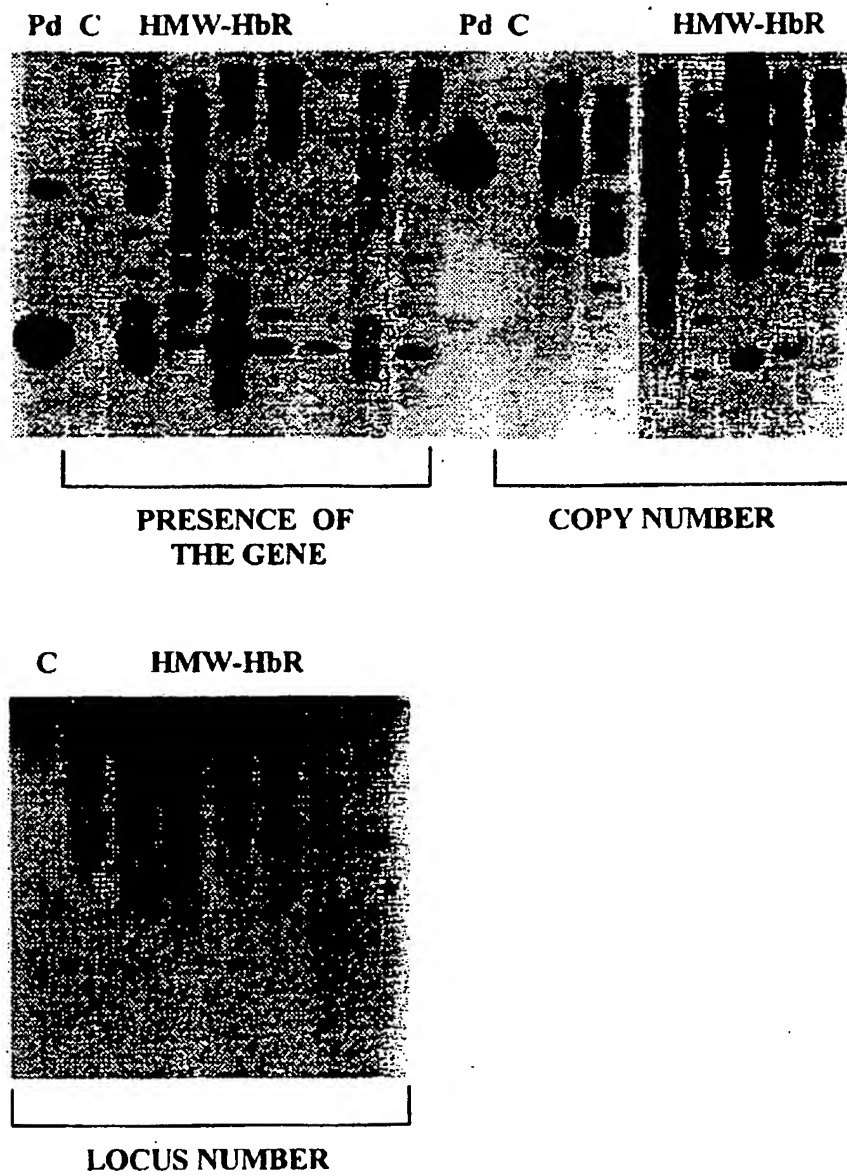 Pd C HMW-HbR Pd C HMW-HbR
PRESENCE OF
THE GENE
COPY NUMBER
C HMW-HbR
LOCUS NUMBER